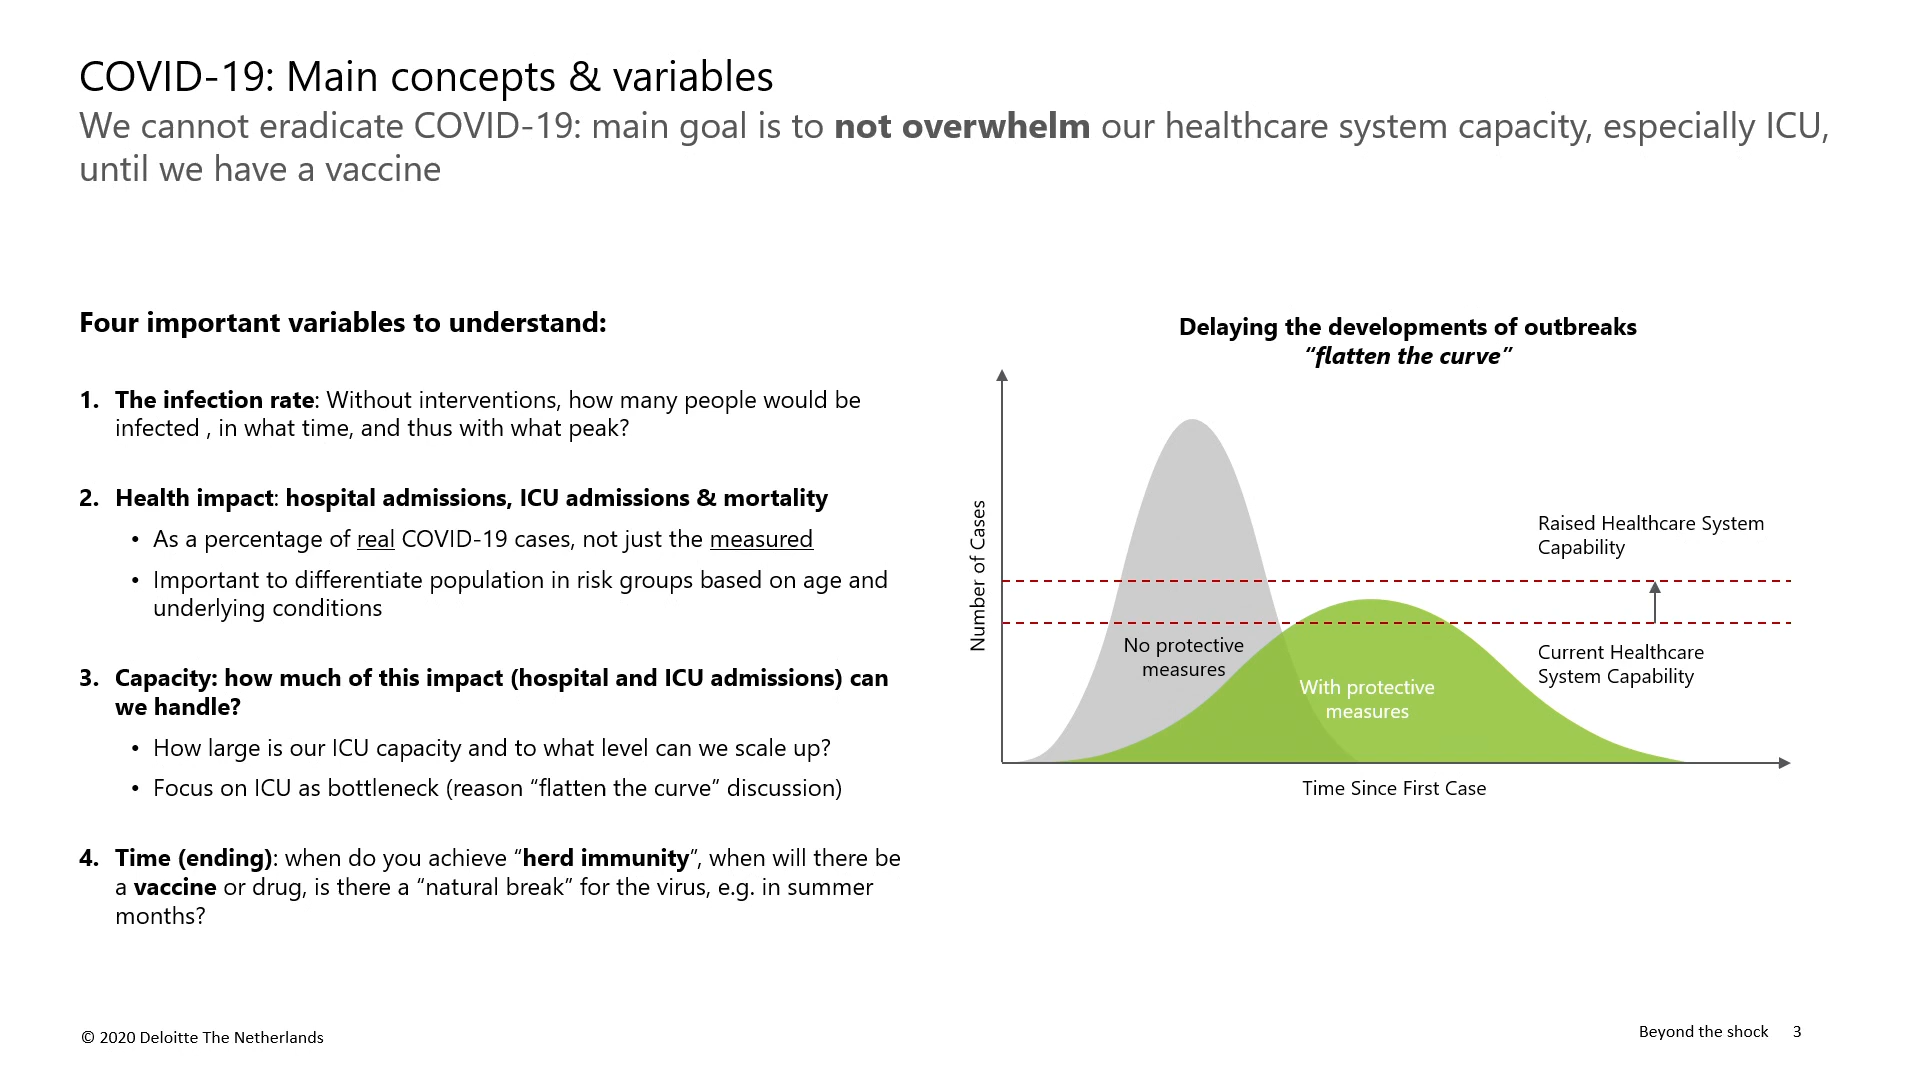 COVID-19: Main concepts & variables
We cannot eradicate COVID-19: main goal is to not overwhelm our healthcare system capacity, especially ICU,
until we have a vaccine
Four important variables to understand:
1. The infection rate: Without interventions, how many people would be
infected , in what time, and thus with what peak?
2. Health impact: hospital admissions, ICU admissions & mortality
• As a percentage of real COVID-19 cases, not just the measured
• Important to differentiate population in risk groups based on age and
underlying conditions
3. Capacity: how much of this impact (hospital and ICU admissions) can
we handle?
• How large is our ICU capacity and to what level can we scale up?
• Focus on ICU as bottleneck (reason “flatten the curve” discussion)
4. Time (ending): when do you achieve “herd immunity”, when will there be
a vaccine or drug, is there a “natural break” for the virus, e.g. in summer
months?
Delaying the developments of outbreaks
“flatten the curve”
Number of Cases
Raised Healthcare System
Capability
No protective
measures
With protective
measures
Current Healthcare
System Capability
Time Since First Case
© 2020 Deloitte The Netherlands
Beyond the shock 3